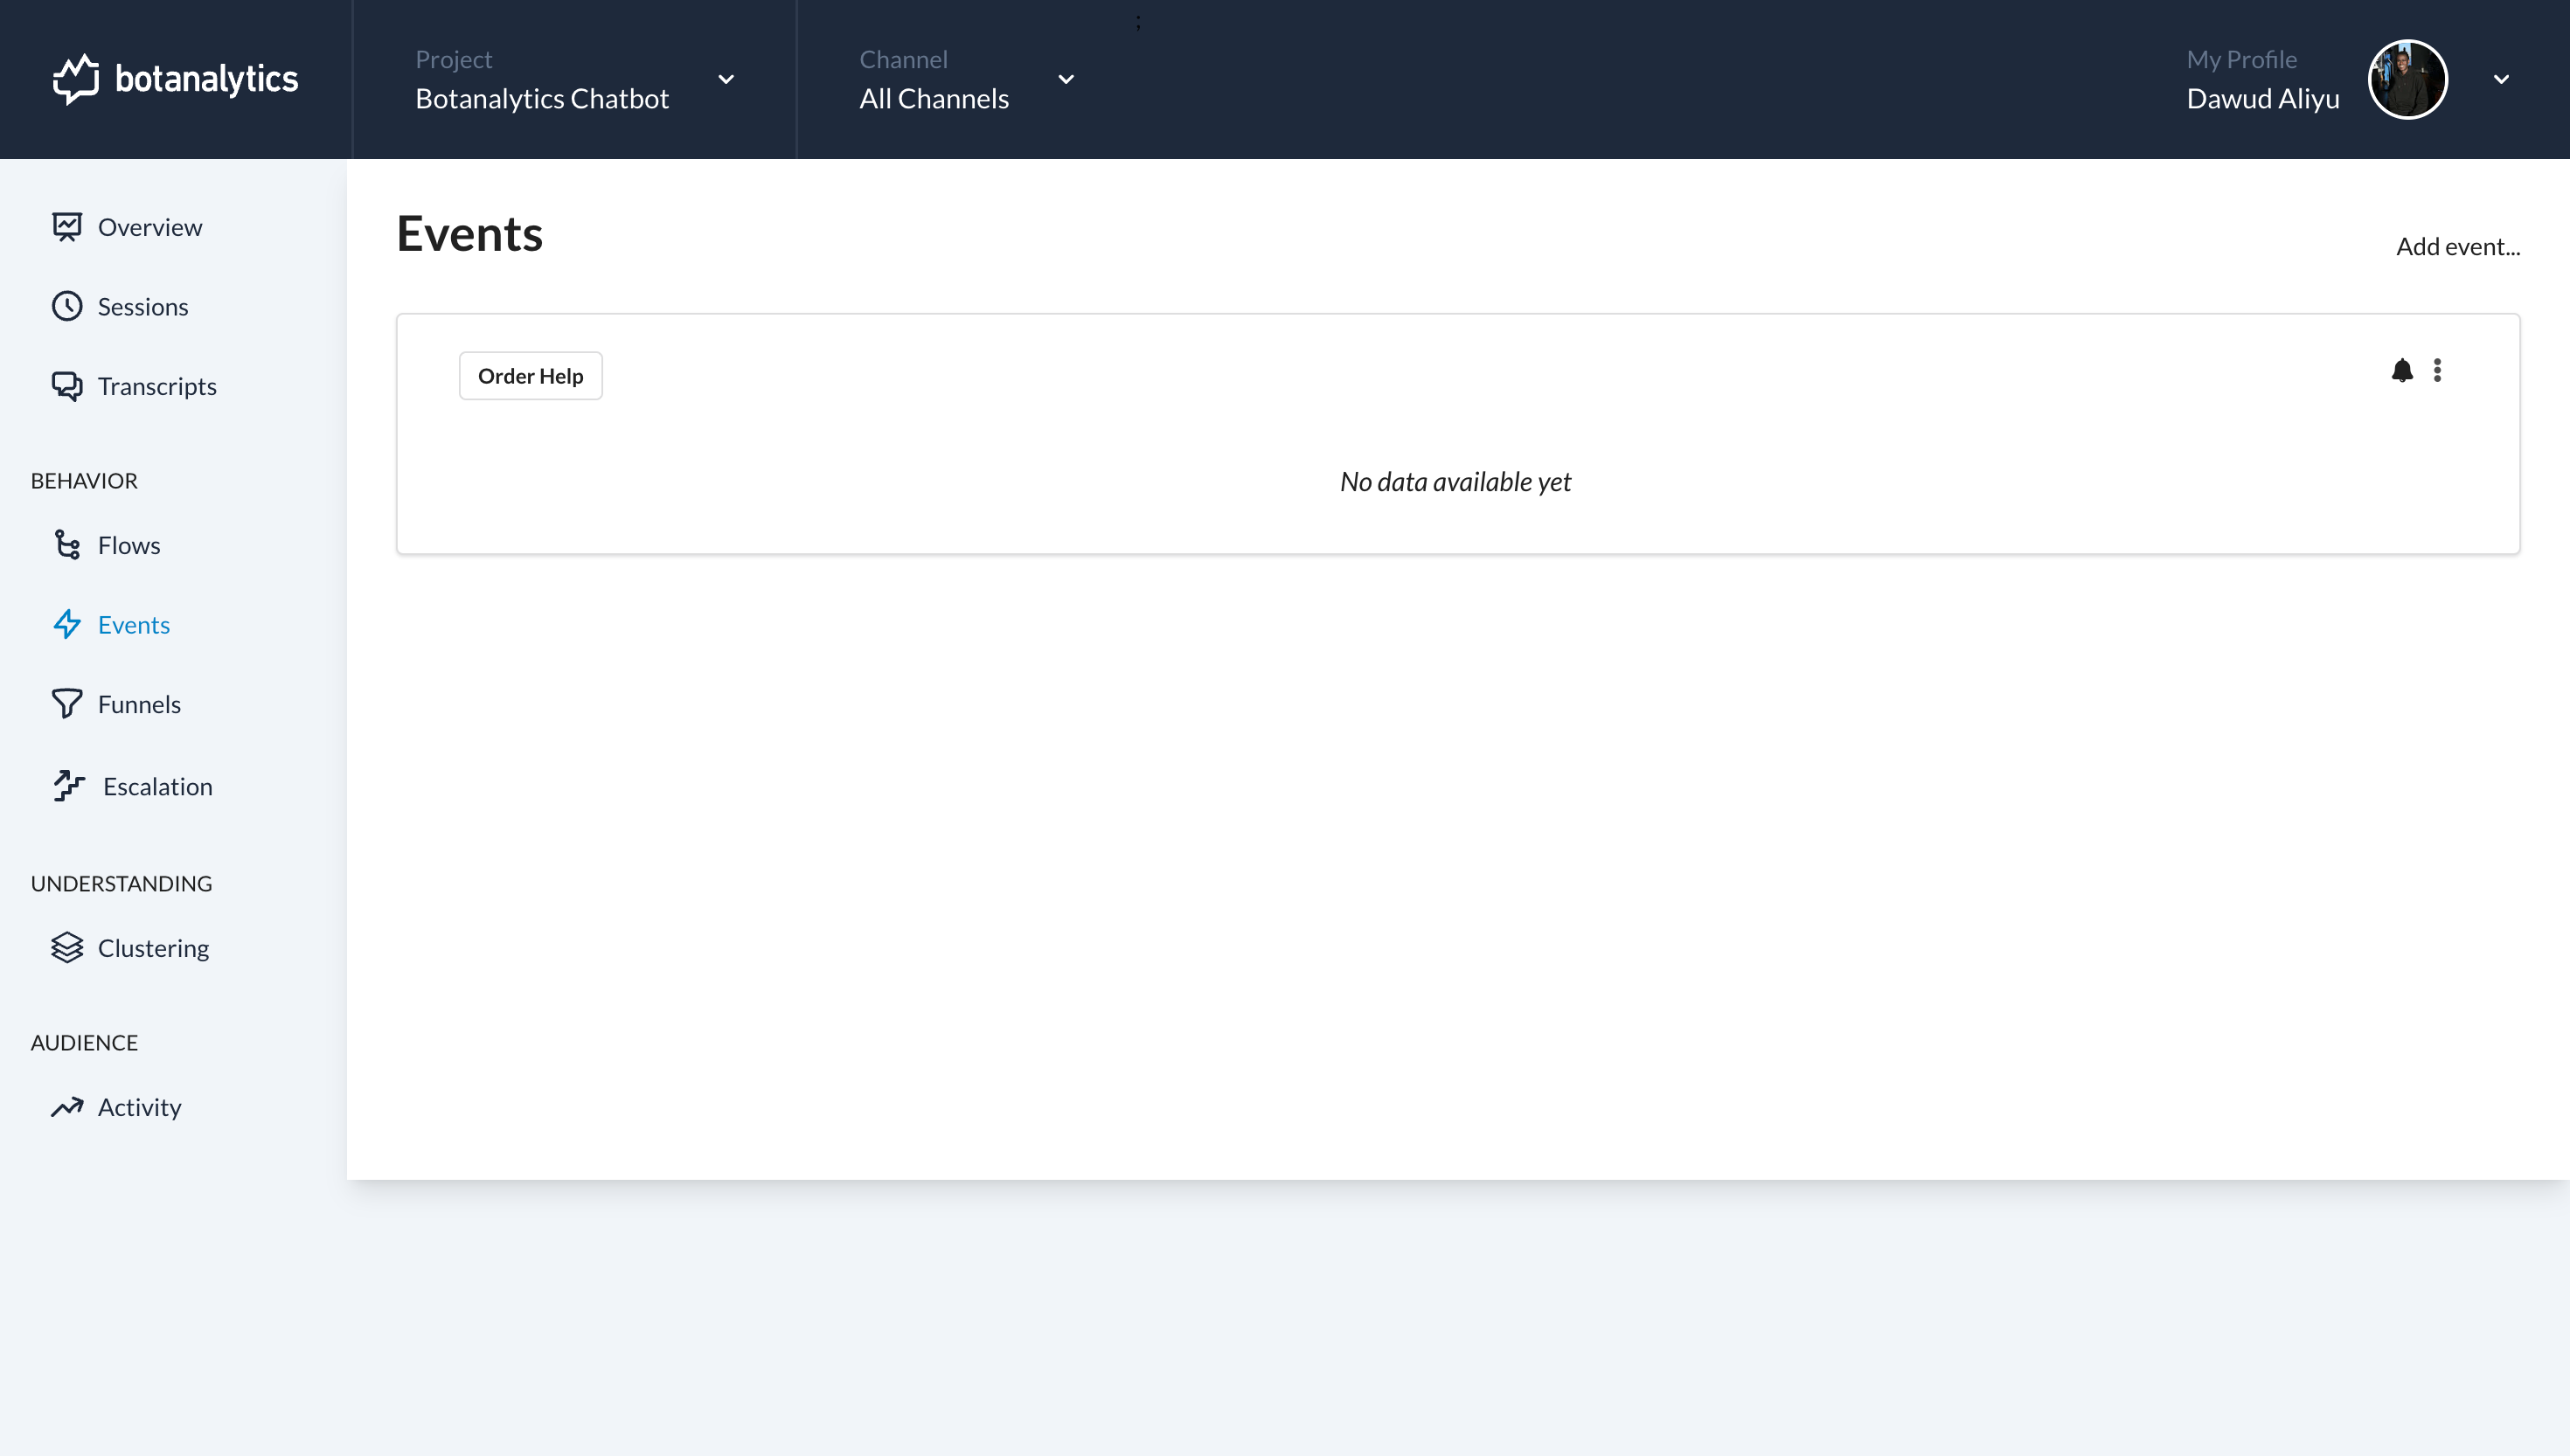 ;
botanalytics
Project
Botanalytics Chatbot
Channel
All Channels
My Profile
Dawud Aliyu
Overview
Sessions
Transcripts
BEHAVIOR
Flows
Events
Funnels
Escalation
UNDERSTANDING
Clustering
AUDIENCE
Activity
Events
Add event...
Order Help
No data available yet